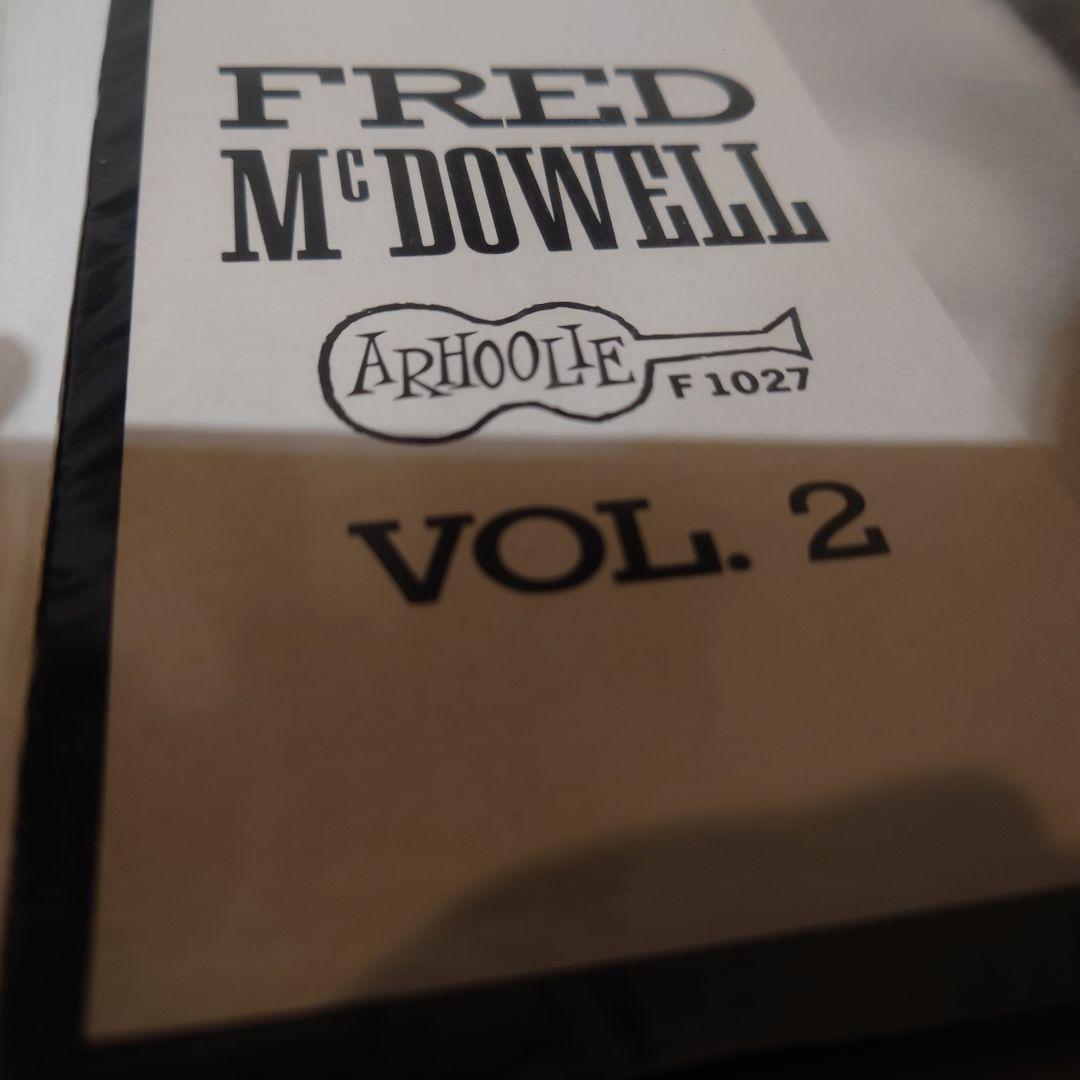 FRED
McDOWELL
ARHOOLIE
F 1027
VOL. 2